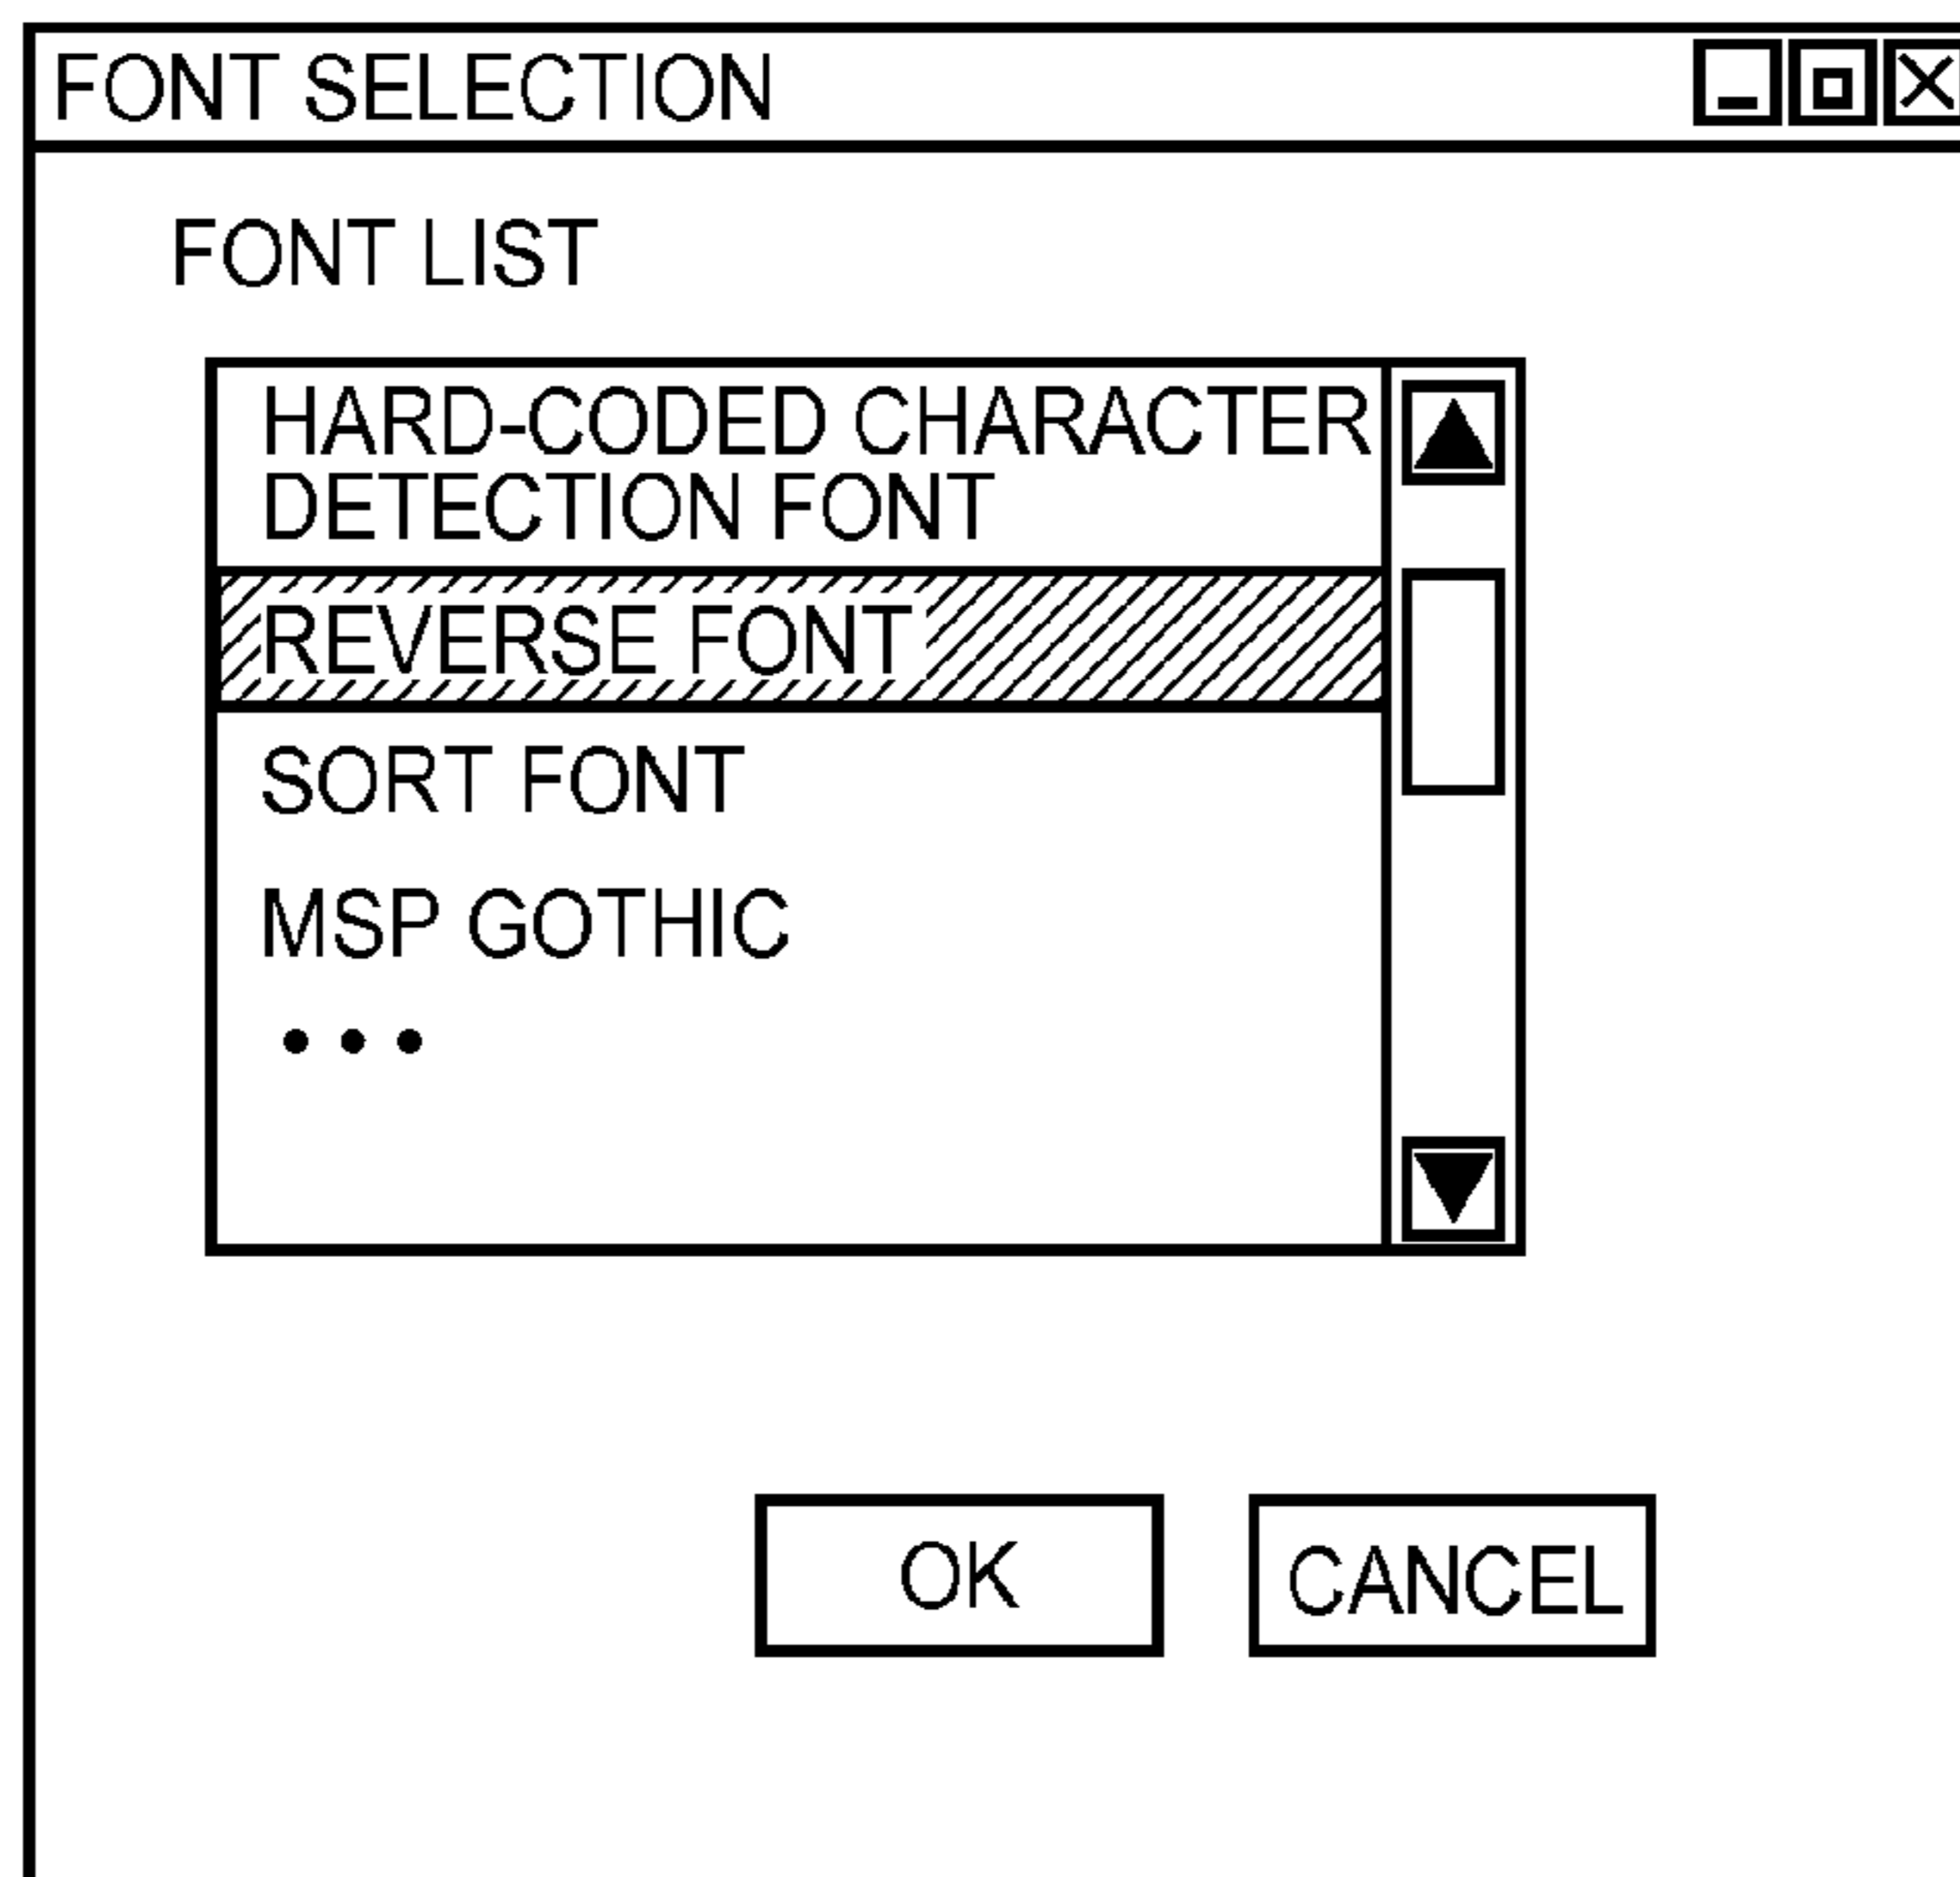 FONT SELECTION
FONT LIST
HARD-CODED CHARACTER
DETECTION FONT
REVERSE FONT
SORT FONT
MSP GOTHIC
• • •
OK
CANCEL